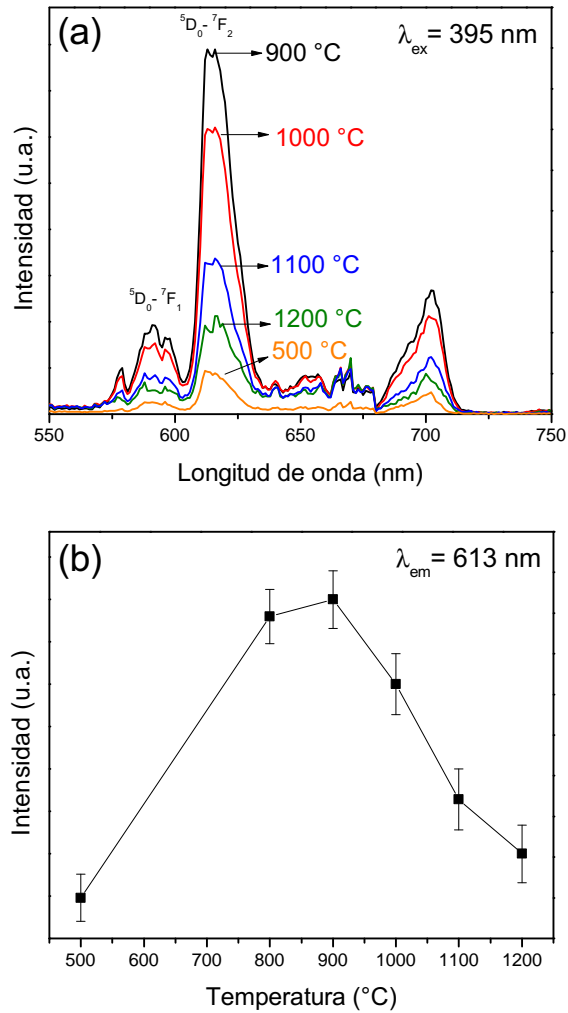 (a)
⁵D₀- ⁷F₂
λex = 395 nm
900 °C
1000 °C
1100 °C
⁵D₀- ⁷F₁
1200 °C
500 °C
Intensidad (u.a.)
550 600 650 700 750
Longitud de onda (nm)
(b)
λem= 613 nm
Intensidad (u.a.)
500 600 700 800 900 1000 1100 1200
Temperatura (°C)